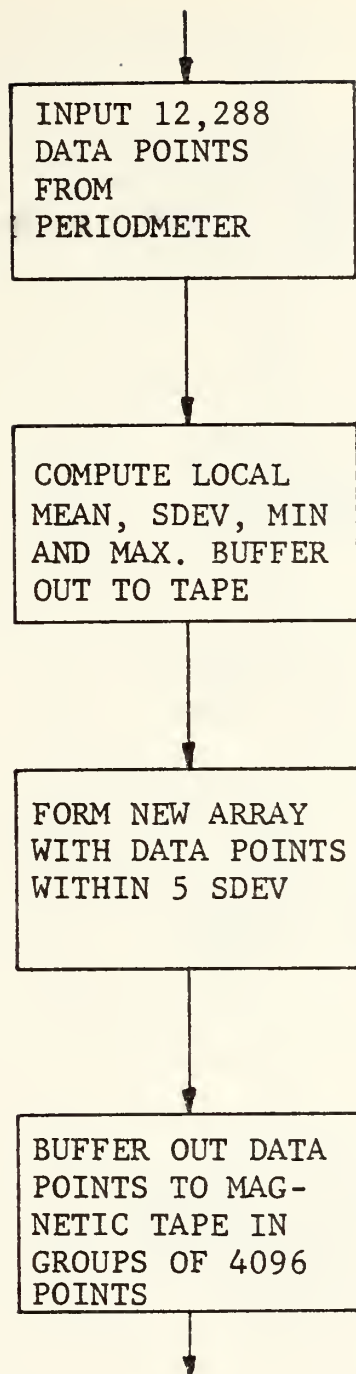 INPUT 12,288
DATA POINTS
FROM
PERIODMETER
COMPUTE LOCAL
MEAN, SDEV, MIN
AND MAX. BUFFER
OUT TO TAPE
FORM NEW ARRAY
WITH DATA POINTS
WITHIN 5 SDEV
BUFFER OUT DATA
POINTS TO MAG-
NETIC TAPE IN
GROUPS OF 4096
POINTS